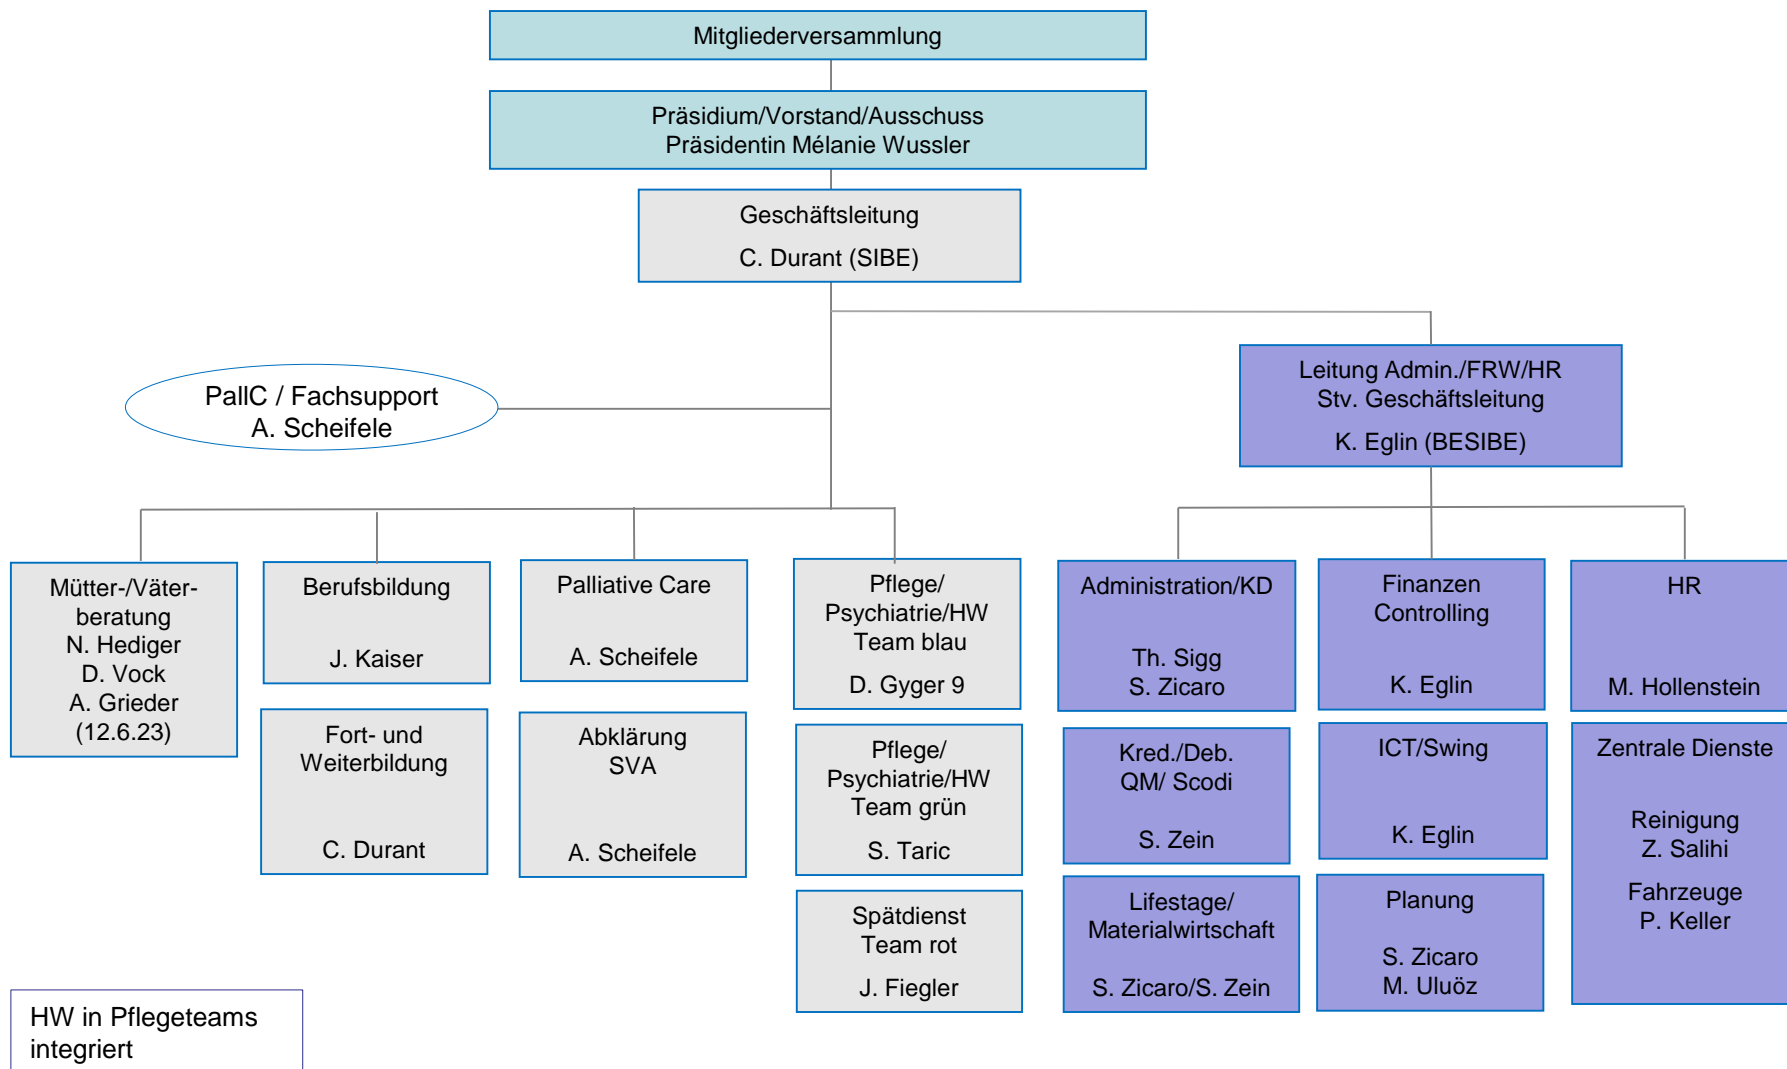 Mitgliederversammlung
Präsidium/Vorstand/Ausschuss
Präsidentin Mélanie Wussler
Geschäftsleitung
C. Durant (SIBE)
PallC / Fachsupport
A. Scheifele
Leitung Admin./FRW/HR
Stv. Geschäftsleitung
K. Eglin (BESIBE)
Mütter-/Väter-
beratung
N. Hediger
D. Vock
A. Grieder
(12.6.23)
Berufsbildung
J. Kaiser
Fort- und
Weiterbildung
C. Durant
Palliative Care
A. Scheifele
Abklärung
SVA
A. Scheifele
Pflege/
Psychiatrie/HW
Team blau
D. Gyger 9
Pflege/
Psychiatrie/HW
Team grün
S. Taric
Spätdienst
Team rot
J. Fiegler
Administration/KD
Th. Sigg
S. Zicaro
Kred./Deb.
QM/ Scodi
S. Zein
Lifestage/
Materialwirtschaft
S. Zicaro/S. Zein
Finanzen
Controlling
K. Eglin
ICT/Swing
K. Eglin
Planung
S. Zicaro
M. Uluöz
HR
M. Hollenstein
Zentrale Dienste
Reinigung
Z. Salihi
Fahrzeuge
P. Keller
HW in Pflegeteams
integriert